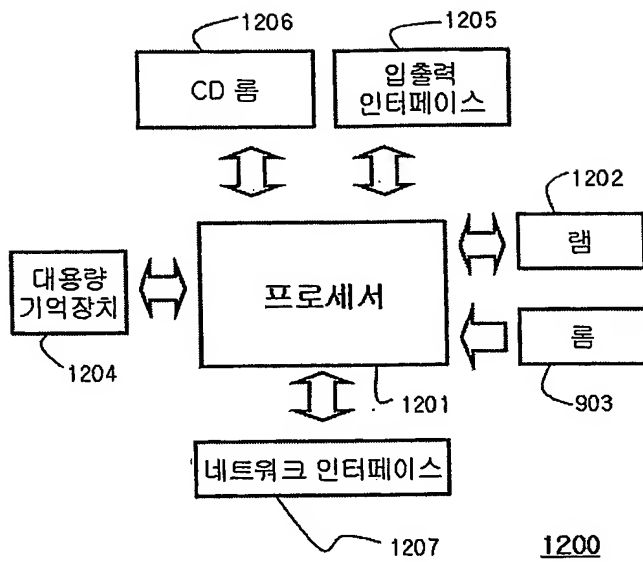 1206
1205
CD 롬
입출력
인터페이스
1202
램
대용량
기억장치
프로세서
롬
1204
1201
903
네트워크 인터페이스
1207
1200